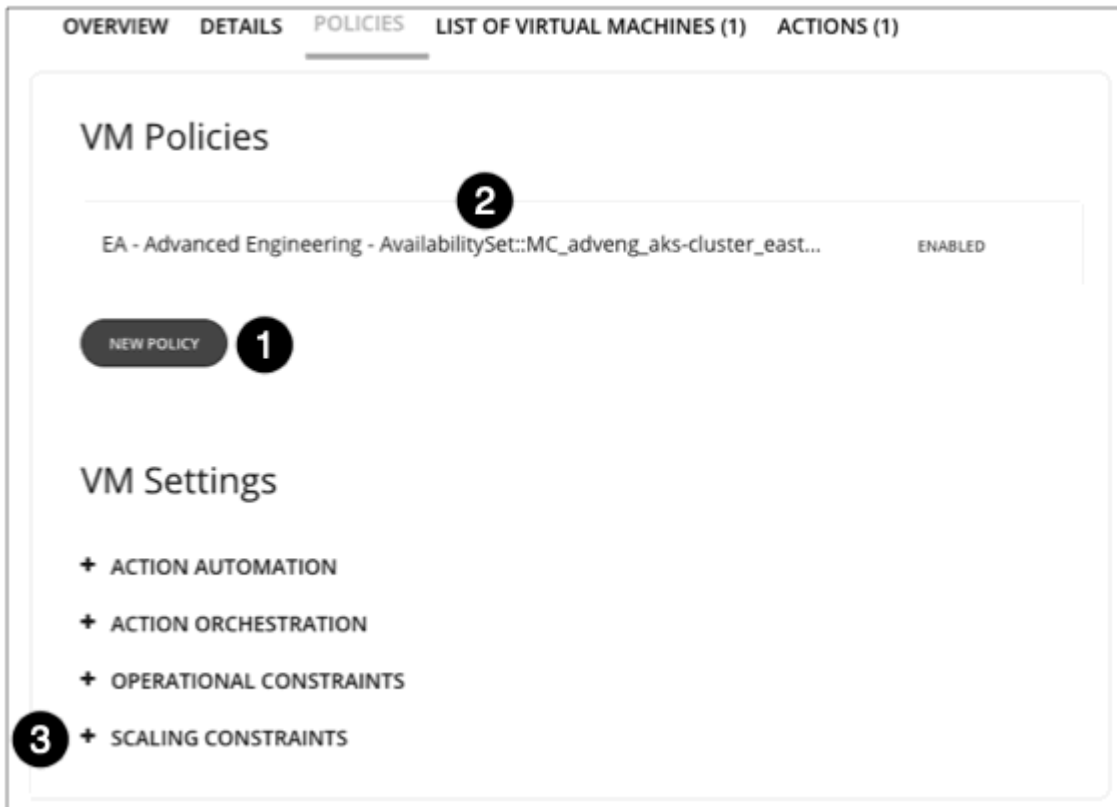 OVERVIEW DETAILS POLICIES LIST OF VIRTUAL MACHINES (1) ACTIONS (1)
VM Policies
2
EA - Advanced Engineering - AvailabilitySet::MC_adveng_aks-cluster_east... ENABLED
NEW POLICY 1
VM Settings
+ ACTION AUTOMATION
+ ACTION ORCHESTRATION
+ OPERATIONAL CONSTRAINTS
3 + SCALING CONSTRAINTS